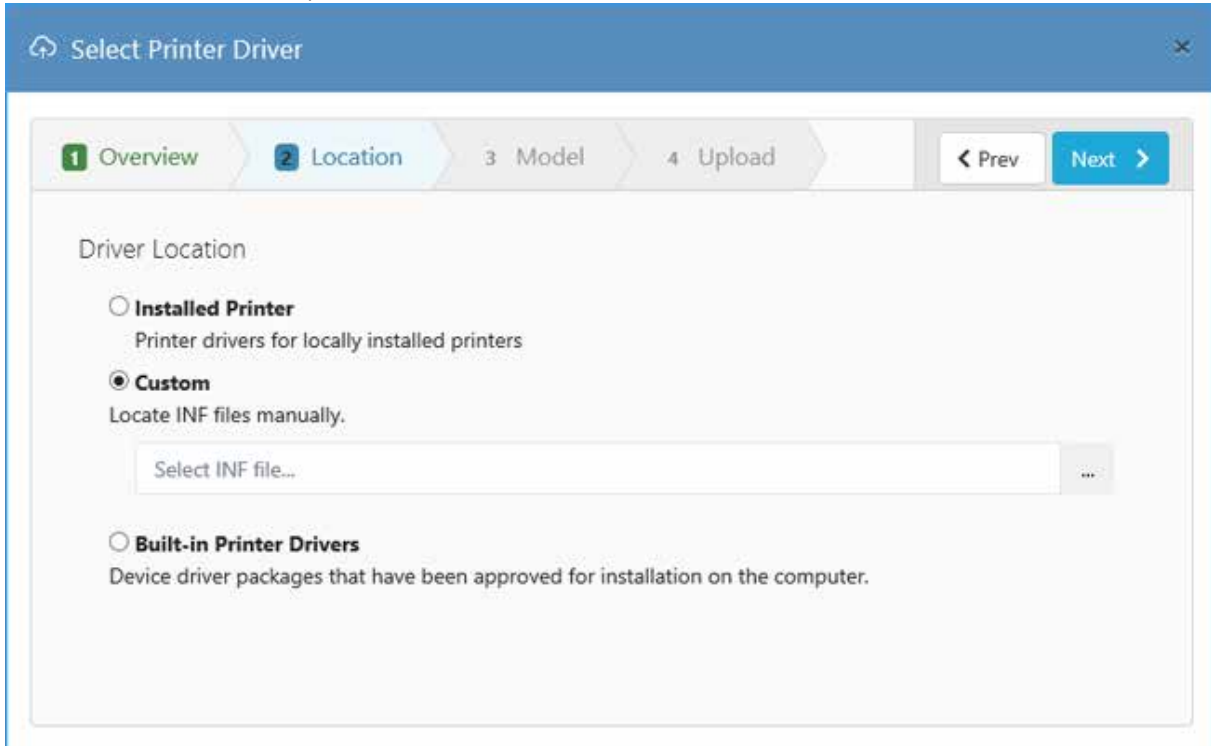 Select Printer Driver
1 Overview 2 Location 3 Model 4 Upload Prev Next
Driver Location
Installed Printer
Printer drivers for locally installed printers
Custom
Locate INF files manually.
Select INF file... ...
Built-in Printer Drivers
Device driver packages that have been approved for installation on the computer.